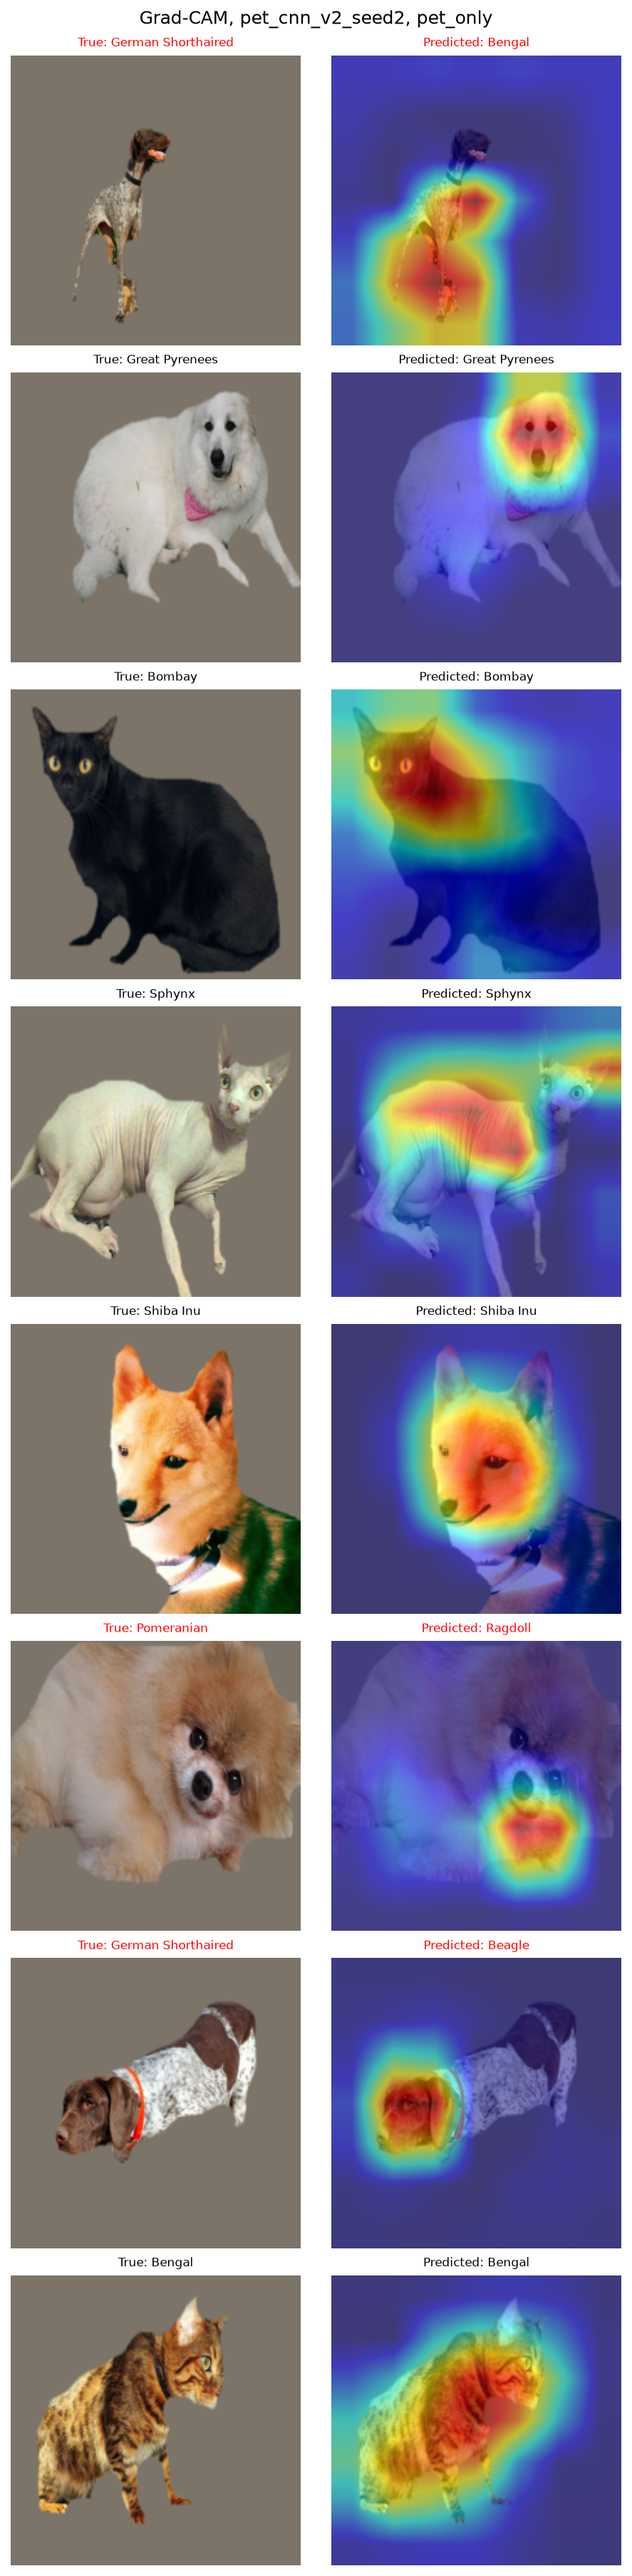 Grad-CAM, pet_cnn_v2_seed2, pet_only
True: German Shorthaired
Predicted: Bengal
True: Great Pyrenees
Predicted: Great Pyrenees
True: Bombay
Predicted: Bombay
True: Sphynx
Predicted: Sphynx
True: Shiba Inu
Predicted: Shiba Inu
True: Pomeranian
Predicted: Ragdoll
True: German Shorthaired
Predicted: Beagle
True: Bengal
Predicted: Bengal